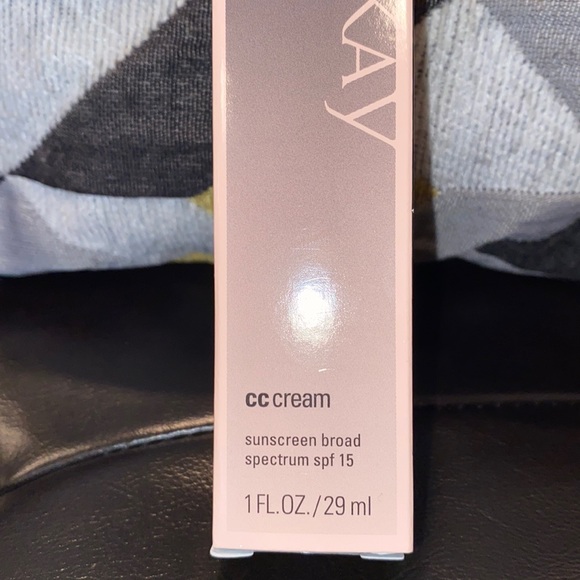 KAY
cc cream
sunscreen broad
spectrum spf 15
1 FL.OZ./29 ml